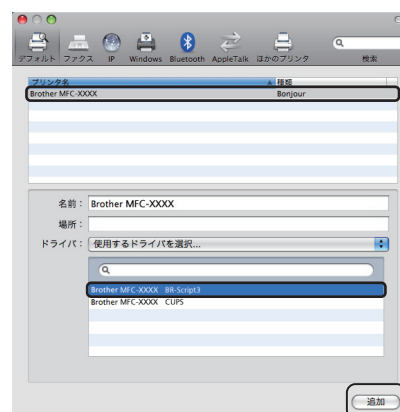 デフォルト ファクス IP Windows Bluetooth AppleTalk ほかのプリンタ 検索
プリンタ名 種類
Brother MFC-XXXX Bonjour
名前： Brother MFC-XXXX
場所：
ドライバ： 使用するドライバを選択...
Brother MFC-XXXX BR-Script3
Brother MFC-XXXX CUPS
追加